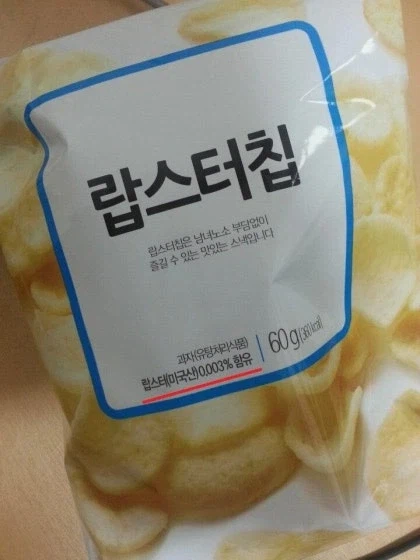 랍스터칩
랍스터칩은 남녀노소 부담없이
즐길 수 있는 맛있는 스낵입니다
과자(유탕처리식품)
랍스터(미국산) 0.003% 함유
60g(361kcal)